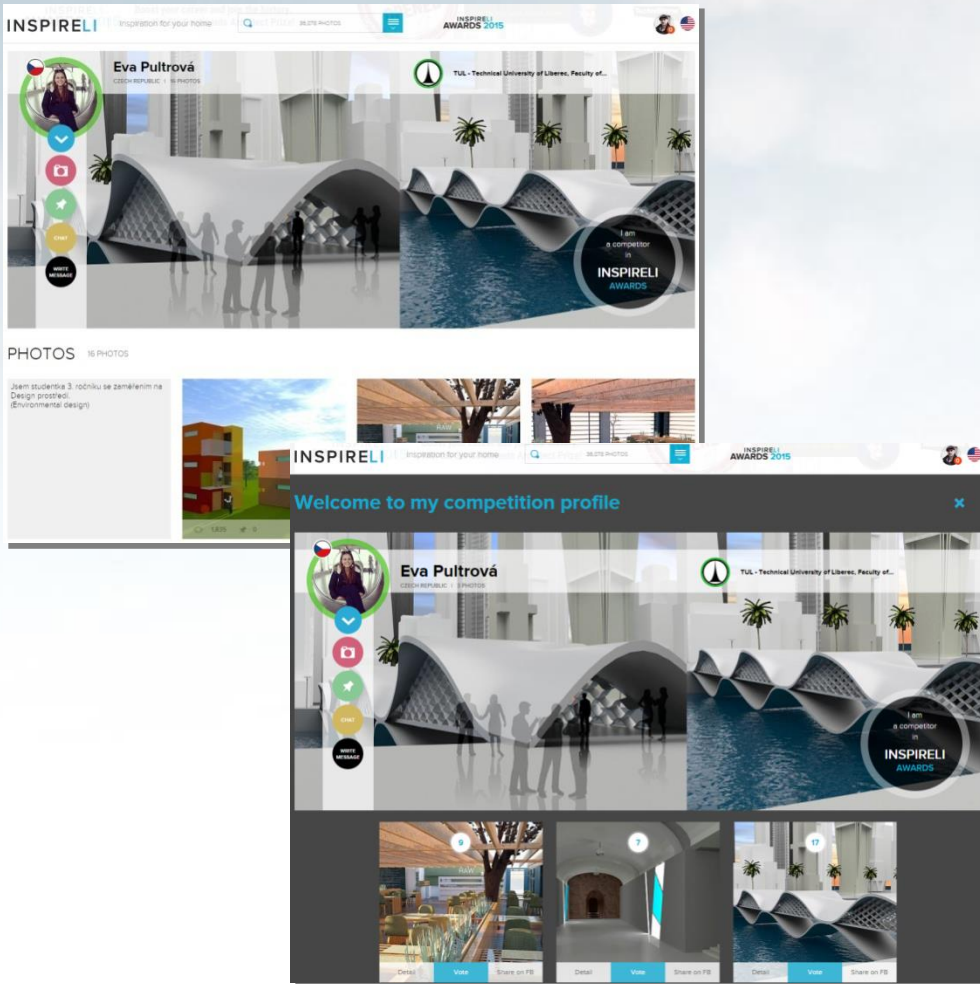 INSPIRELI
Inspiration for your home
INSPIRELI
AWARDS 2015
Eva Pultrová
CZECH REPUBLIC | 16 PHOTOS
TUL - Technical University of Liberec, Faculty of...
CHAT
WRITE
MESSAGE
I am
a competitor
in
INSPIRELI
AWARDS
PHOTOS 16 PHOTOS
Jsem studentka 3. ročníku se zaměřením na
Design prostředí.
(Environmental design)
RAW
INSPIRELI
Inspiration for your home
INSPIRELI
AWARDS 2015
Welcome to my competition profile
Eva Pultrová
CZECH REPUBLIC | 3 PHOTOS
TUL - Technical University of Liberec, Faculty of...
CHAT
WRITE
MESSAGE
I am
a competitor
in
INSPIRELI
AWARDS
9
7
17
RAW
Detail Vote Share on FB
Detail Vote Share on FB
Detail Vote Share on FB